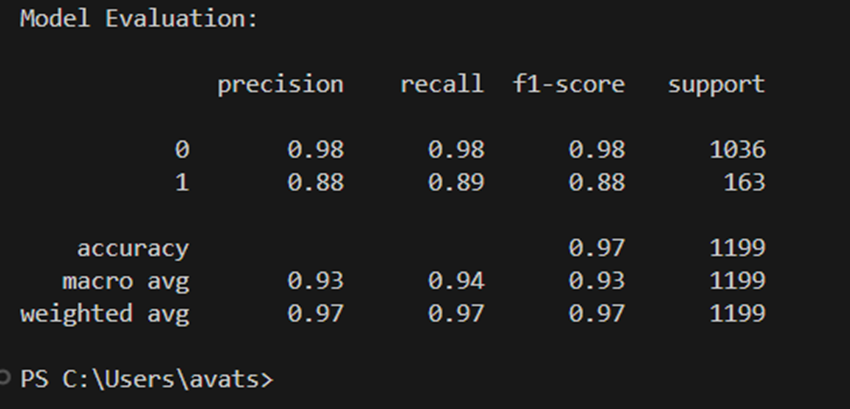 Model Evaluation:
precision recall f1-score support
0 0.98 0.98 0.98 1036
1 0.88 0.89 0.88 163
accuracy 0.97 1199
macro avg 0.93 0.94 0.93 1199
weighted avg 0.97 0.97 0.97 1199
PS C:\Users\avats>